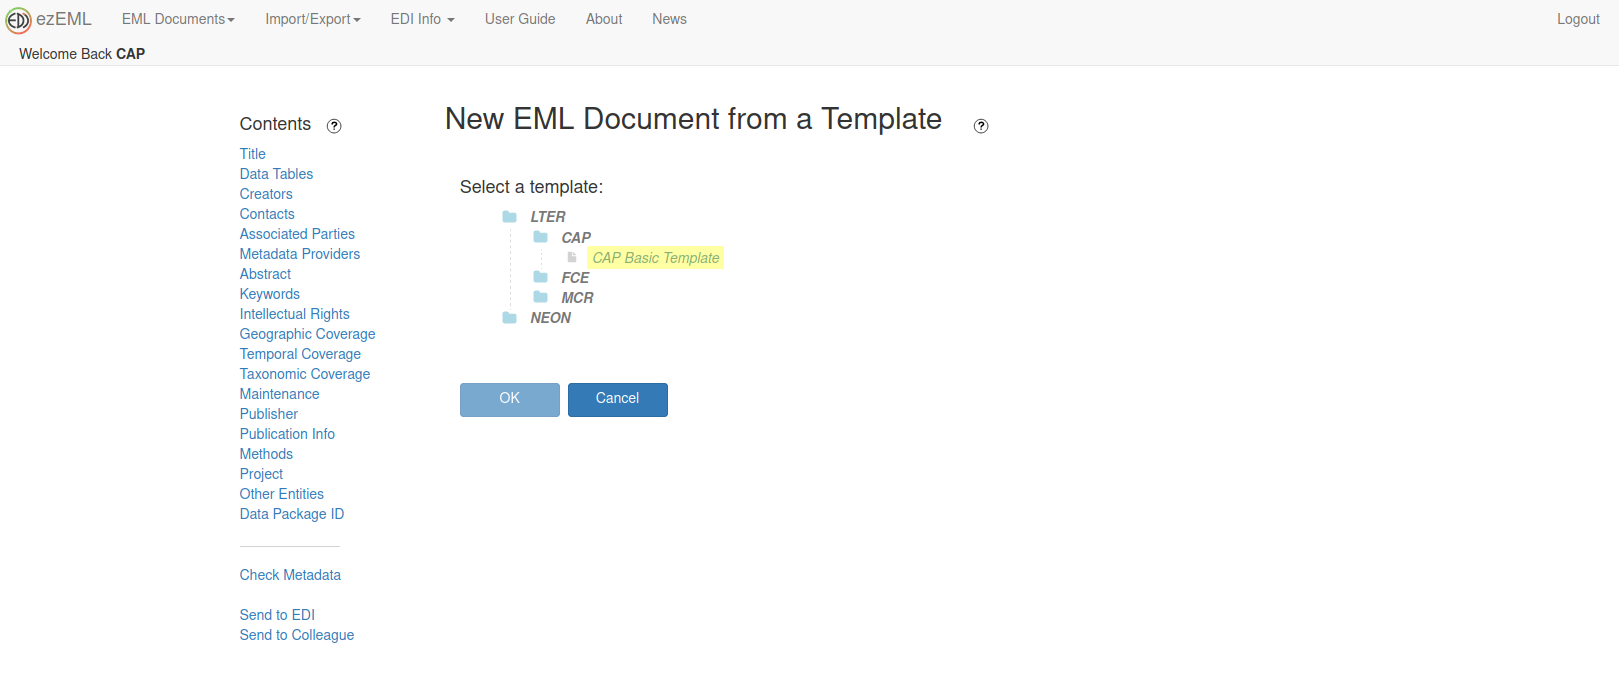 EDI ezEML EML Documents Import/Export EDI Info User Guide About News Logout
Welcome Back CAP
Contents ?
Title
Data Tables
Creators
Contacts
Associated Parties
Metadata Providers
Abstract
Keywords
Intellectual Rights
Geographic Coverage
Temporal Coverage
Taxonomic Coverage
Maintenance
Publisher
Publication Info
Methods
Project
Other Entities
Data Package ID
Check Metadata
Send to EDI
Send to Colleague
New EML Document from a Template ?
Select a template:
LTER
CAP
CAP Basic Template
FCE
MCR
NEON
OK Cancel